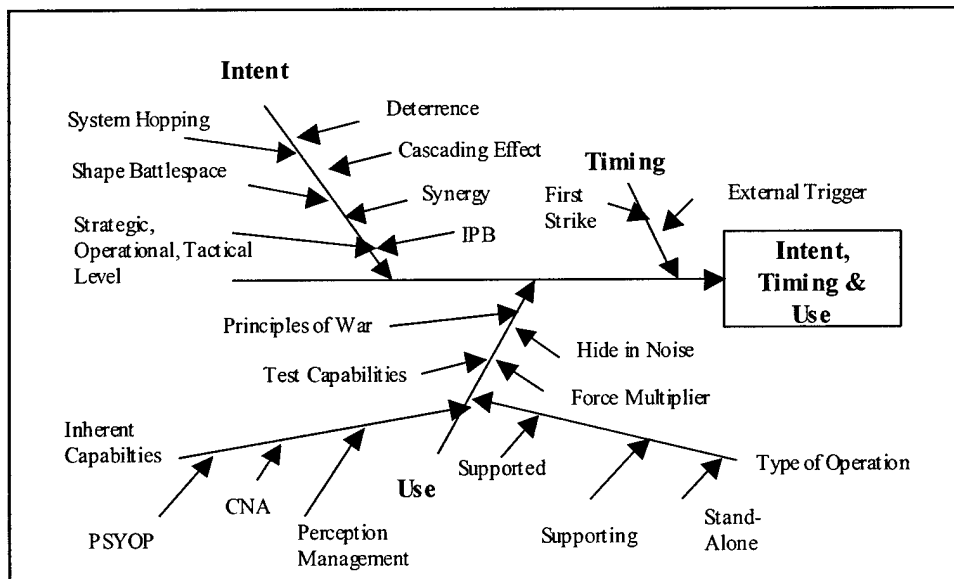 Intent
Deterrence
System Hopping
Cascading Effect
Shape Battlespace
Synergy
Strategic,
Operational, Tactical
Level
IPB
Timing
First
Strike
External Trigger
Intent,
Timing &
Use
Principles of War
Hide in Noise
Test Capabilities
Force Multiplier
Inherent
Capabilties
Supported
Type of Operation
Use
CNA
PSYOP
Perception
Management
Supporting
Stand-
Alone